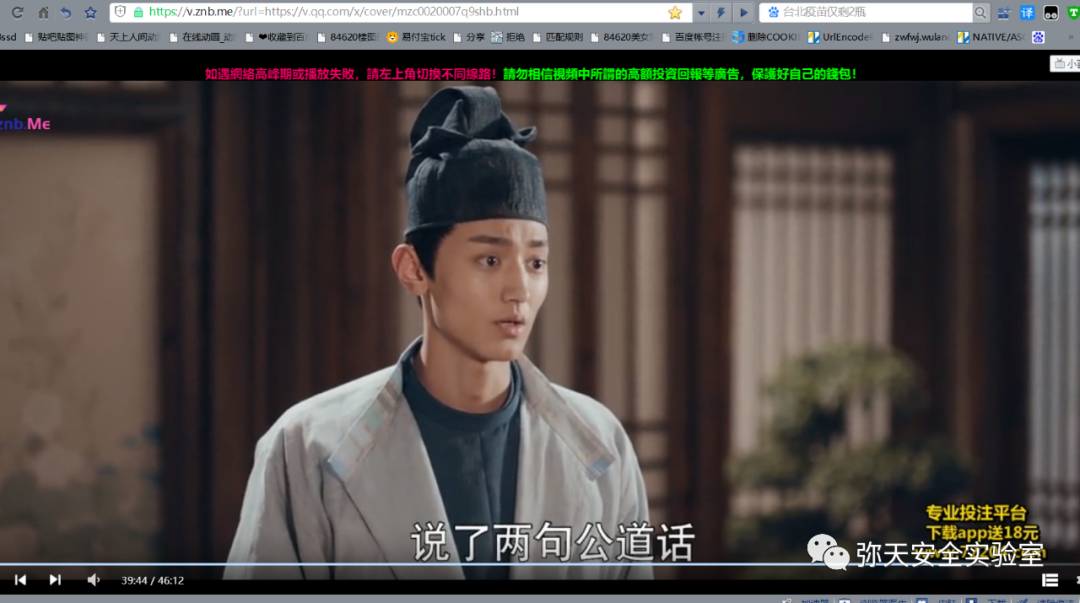 https://v.znb.me/?url=https://v.qq.com/x/cover/mzc0020007q9shb.html
台北疫苗仅剩2瓶
译
ssd 贴吧贴图神 天上人间动 在线动画_动 ❤收藏到百 84620楼图 易付宝tick 分享 拒绝 匹配规则 84620美女 百度帐号注 删除COOKI UrlEncode zwfwj.wulan NATIVE/AS
如遇網絡高峰期或播放失敗，請左上角切換不同線路！請勿相信視頻中所謂的高額投資回報等廣告，保護好自己的錢包！
小
znb.Me
专业投注平台
下载app送18元
说了两句公道话
弥天安全实验室
39:44 / 46:12